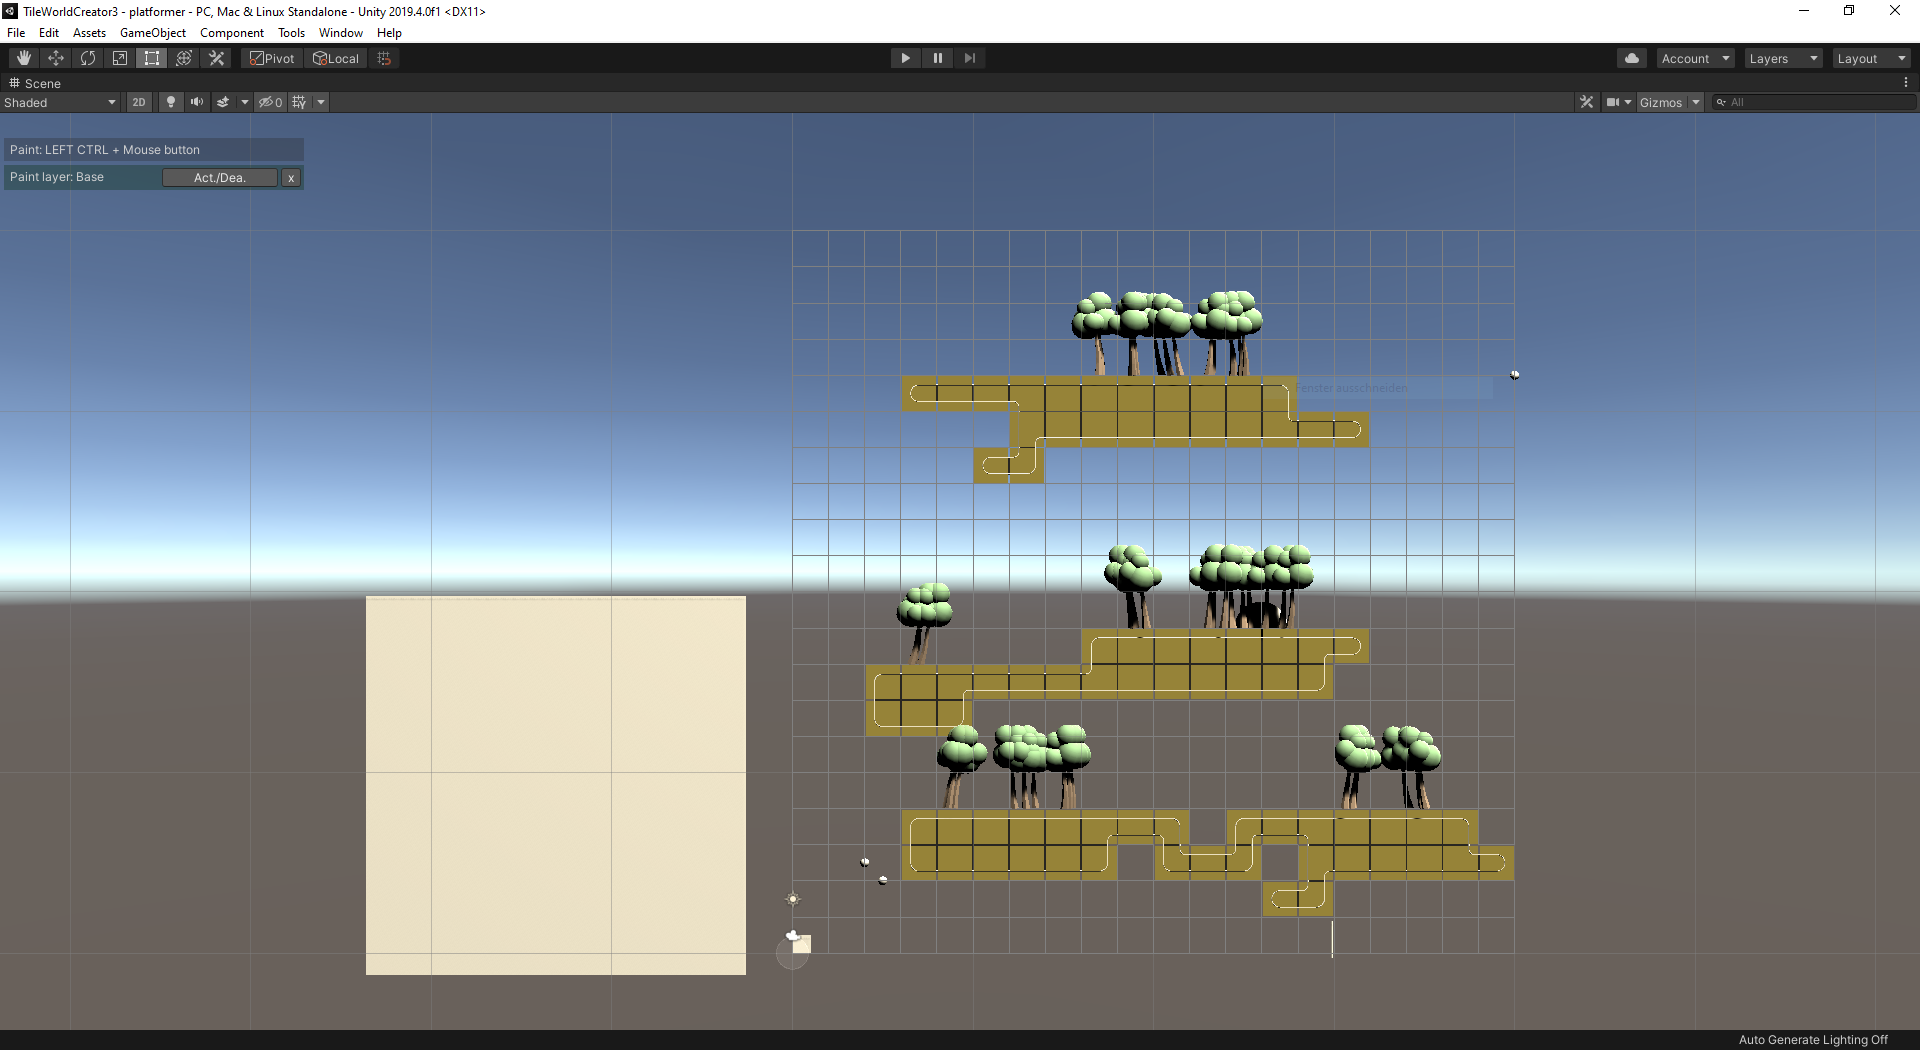 TileWorldCreator3 - platformer - PC, Mac & Linux Standalone - Unity 2019.4.0f1 <DX11>
File Edit Assets GameObject Component Tools Window Help
Pivot Local Account Layers Layout
Scene
Shaded 2D 0 Gizmos All
Paint: LEFT CTRL + Mouse button
Paint layer: Base Act./Dea. x
Fenster ausschneiden
Auto Generate Lighting Off